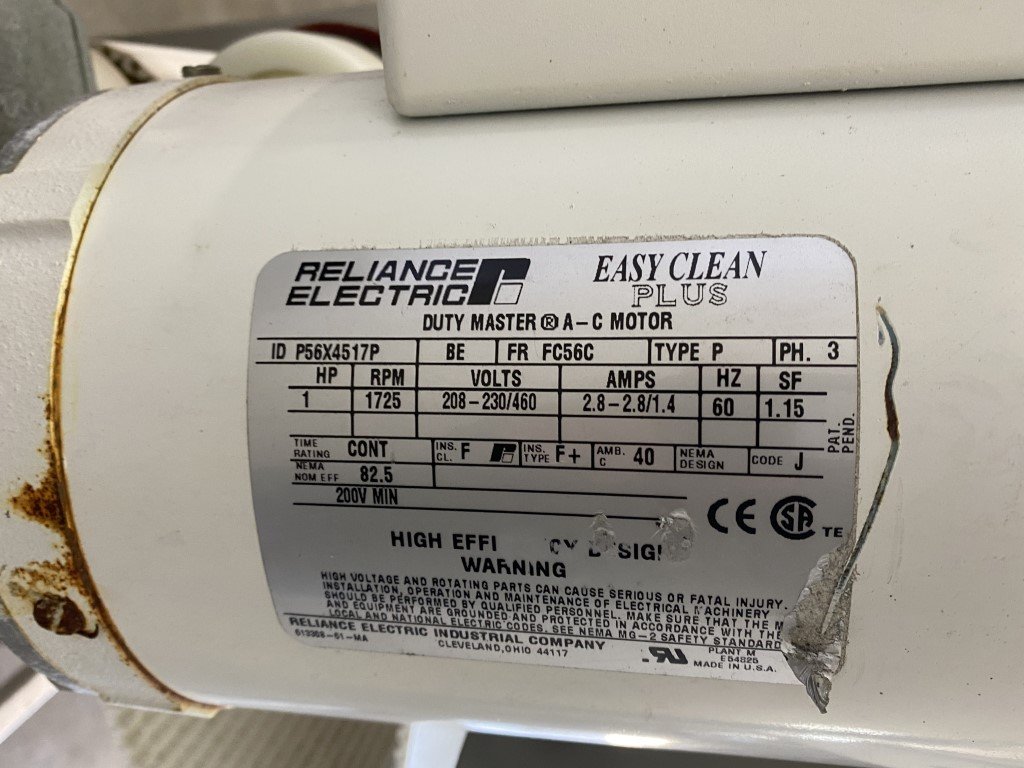 RELIANCE
ELECTRIC
EASY CLEAN
PLUS
DUTY MASTER ® A-C MOTOR
ID P56X4517P BE FR FC56C TYPE P PH. 3
HP RPM VOLTS AMPS HZ SF
1 1725 208-230/460 2.8-2.8/1.4 60 1.15
PAT. PEND.
TIME RATING CONT INS. CL. F INS. TYPE F+ AMB. C 40 NEMA DESIGN CODE J
NEMA NOM EFF 82.5
200V MIN
CE SA TE
HIGH EFFI CY D SIG
WARNING
HIGH VOLTAGE AND ROTATING PARTS CAN CAUSE SERIOUS OR FATAL INJURY.
INSTALLATION, OPERATION AND MAINTENANCE OF ELECTRICAL MACHINERY
SHOULD BE PERFORMED BY QUALIFIED PERSONNEL. MAKE SURE THAT THE M
AND EQUIPMENT ARE GROUNDED AND PROTECTED IN ACCORDANCE WITH THE
LOCAL AND NATIONAL ELECTRIC CODES. SEE NEMA MG-2 SAFETY STANDARD
RELIANCE ELECTRIC INDUSTRIAL COMPANY
CLEVELAND, OHIO 44117
PLANT M
E54825
MADE IN U.S.A.